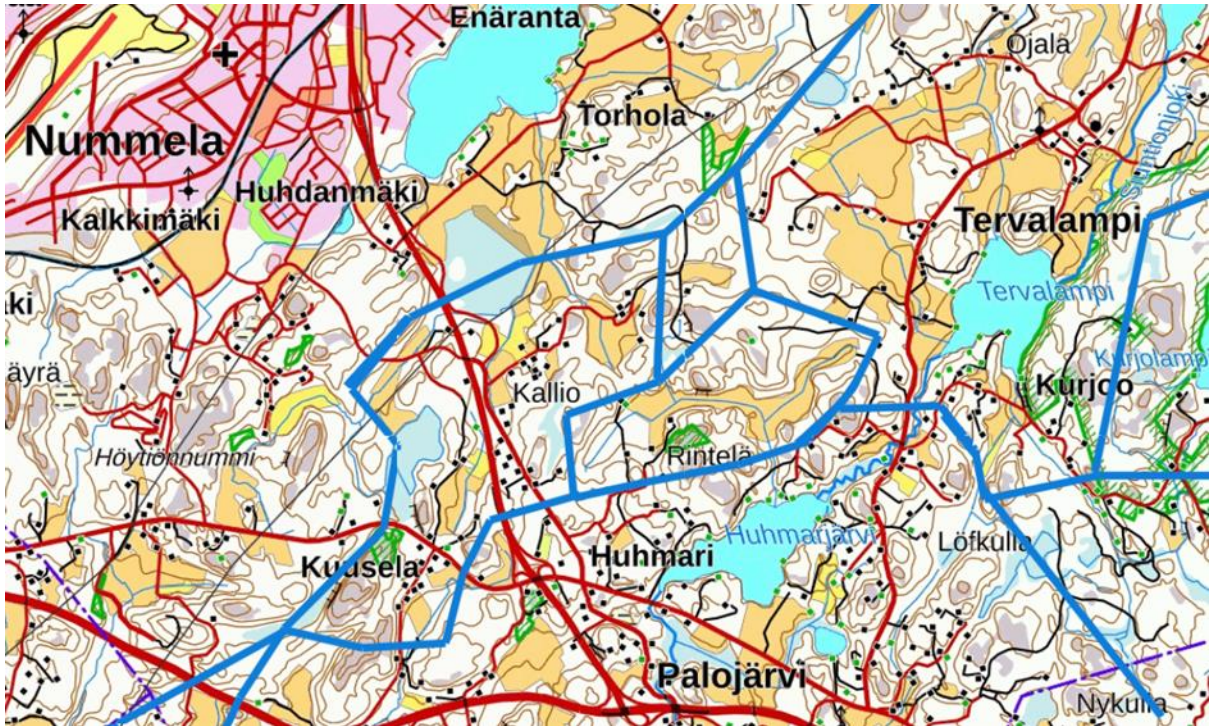 Enäranta
Ojala
Torhola
Nummela
Siuntionjoki
Huhdanmäki
Kalkkimäki
Tervalampi
Tervalampi
ki
Kurjolampi
äyrä
Kallio
Kurjoo
Höytiönnummi
Rintelä
Huhmarjärvi
Löfkulla
Huhmari
Kuusela
Palojärvi
Nykulla